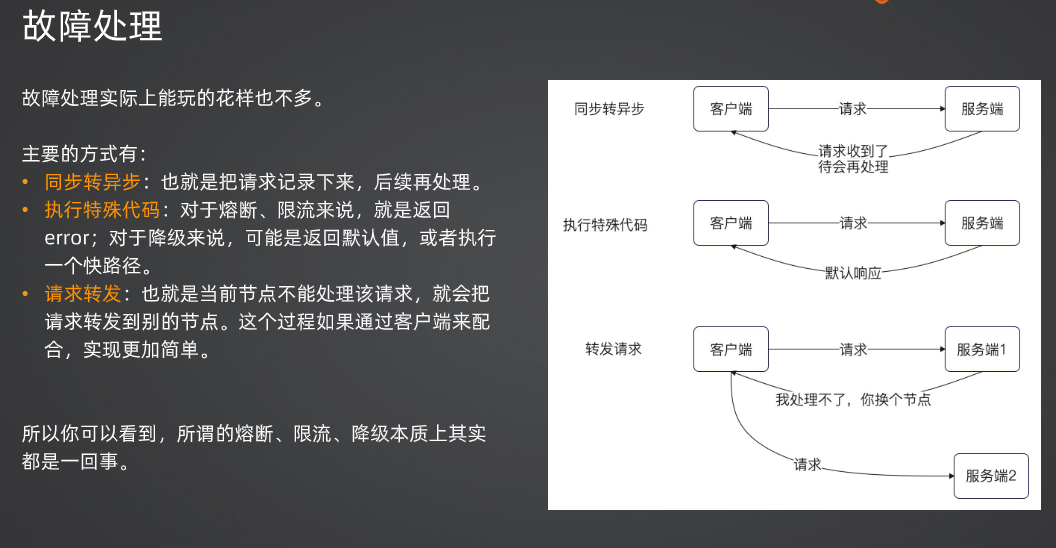 故障处理
故障处理实际上能玩的花样也不多。
主要的方式有：
• 同步转异步：也就是把请求记录下来，后续再处理。
• 执行特殊代码：对于熔断、限流来说，就是返回
error；对于降级来说，可能是返回默认值，或者执行
一个快路径。
• 请求转发：也就是当前节点不能处理该请求，就会把
请求转发到别的节点。这个过程如果通过客户端来配
合，实现更加简单。
所以你可以看到，所谓的熔断、限流、降级本质上其实
都是一回事。
同步转异步
客户端
请求
服务端
请求收到了
待会再处理
执行特殊代码
客户端
请求
服务端
默认响应
转发请求
客户端
请求
服务端1
我处理不了，你换个节点
请求
服务端2